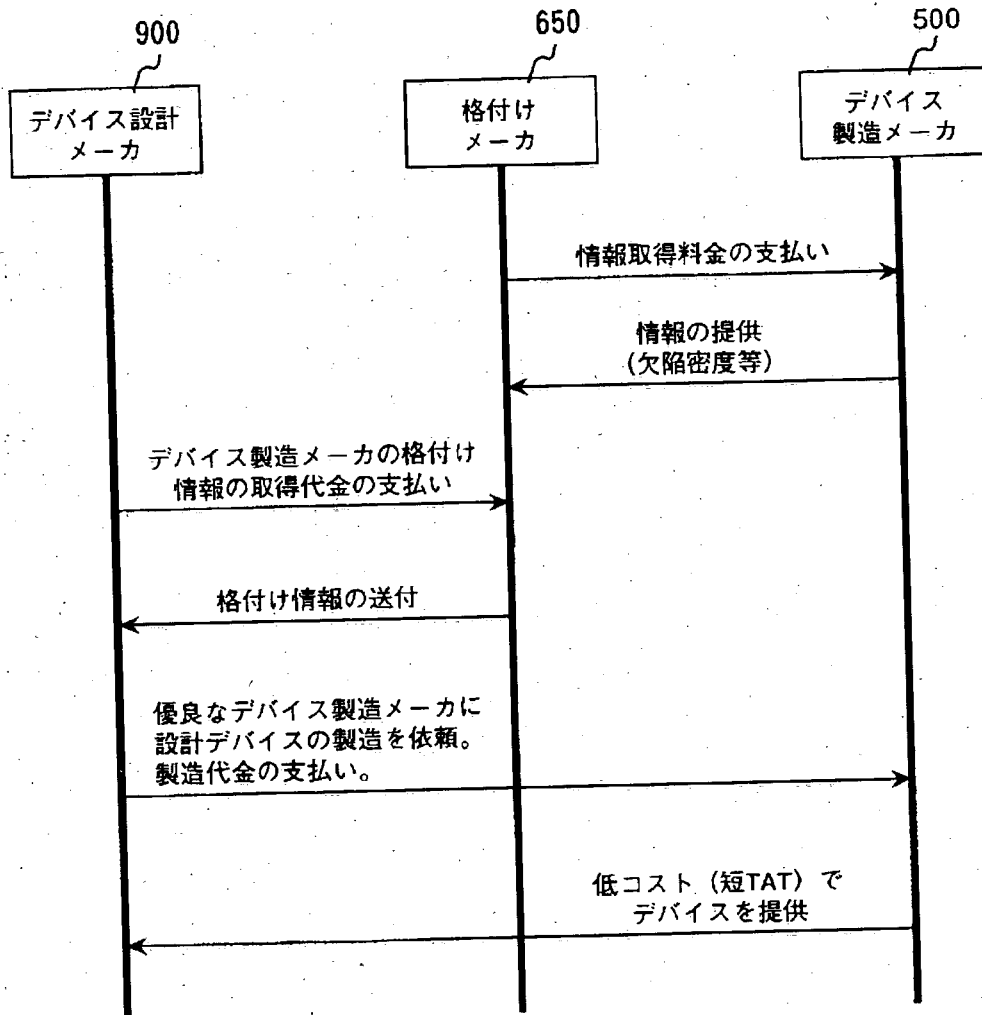 900
650
500
デバイス設計
メーカ
格付け
メーカ
デバイス
製造メーカ
情報取得料金の支払い
情報の提供
(欠陥密度等)
デバイス製造メーカの格付け
情報の取得代金の支払い
格付け情報の送付
優良なデバイス製造メーカに
設計デバイスの製造を依頼。
製造代金の支払い。
低コスト（短TAT）で
デバイスを提供